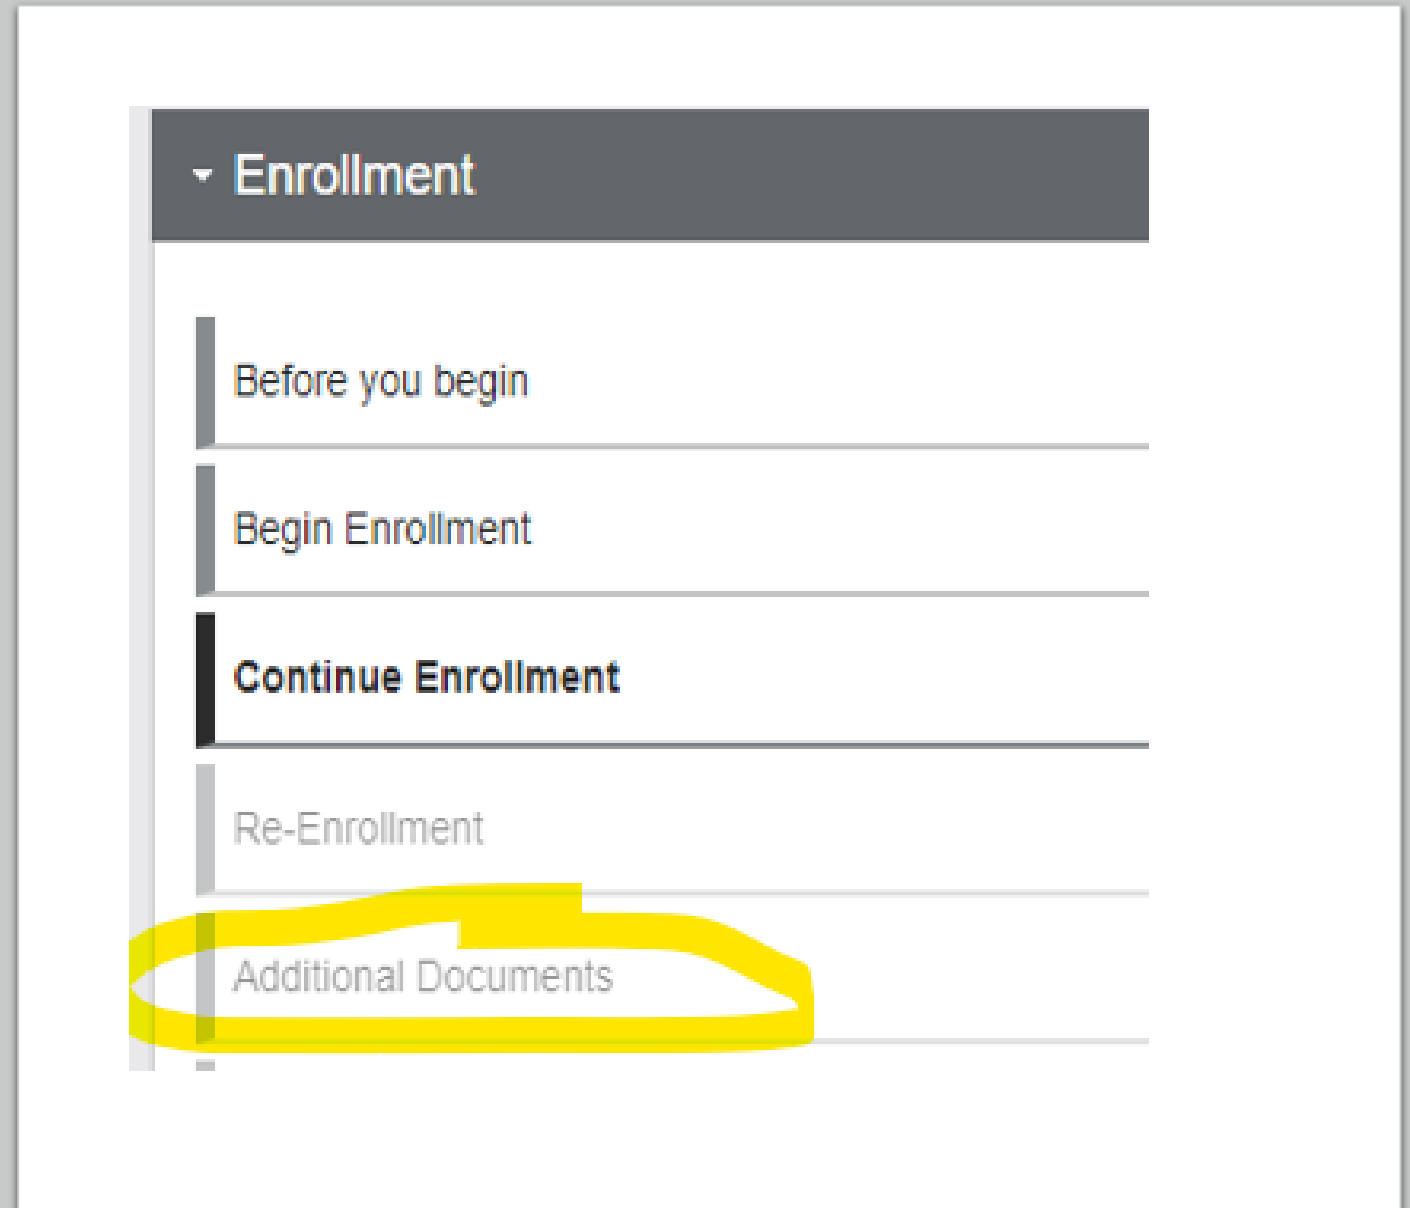 Enrollment
Before you begin
Begin Enrollment
Continue Enrollment
Re-Enrollment
Additional Documents